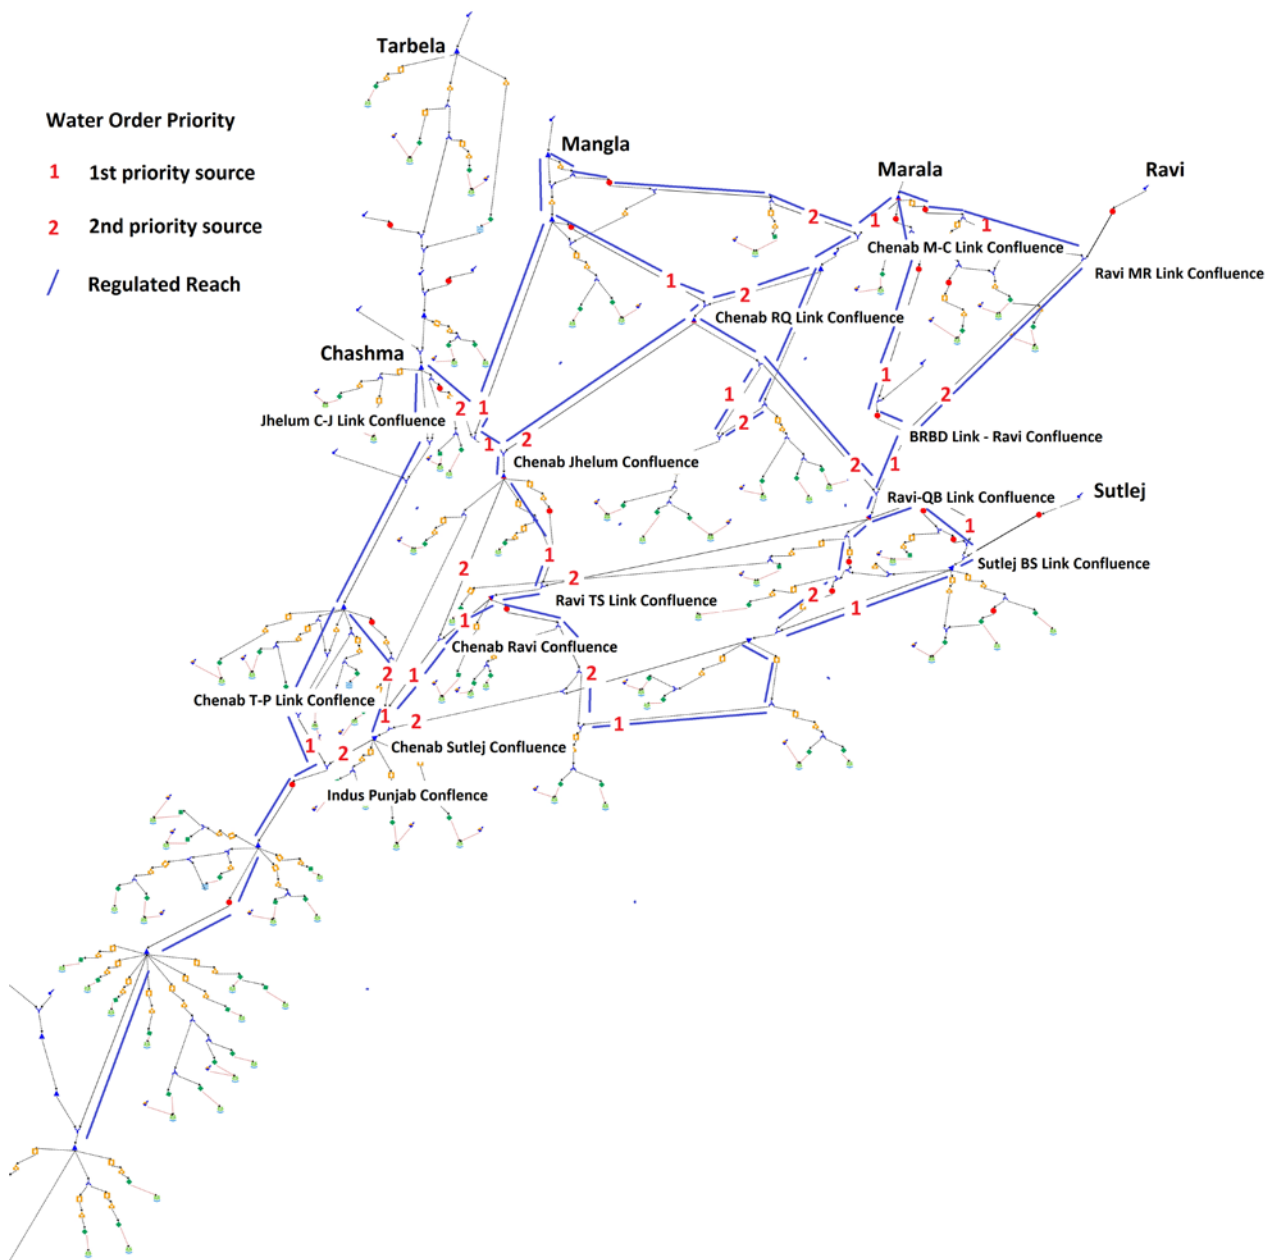 Tarbela
Water Order Priority
1 1st priority source
2 2nd priority source
Regulated Reach
Mangla
Marala
Ravi
2
1
1
Chenab M-C Link Confluence
Ravi MR Link Confluence
1
2
Chenab RQ Link Confluence
Chashma
1
2
1
2
1
Jhelum C-J Link Confluence
2
1
2
BRBD Link - Ravi Confluence
Chenab Jhelum Confluence
2
1
Sutlej
Ravi-QB Link Confluence
1
1
Sutlej BS Link Confluence
2
2
Ravi TS Link Confluence
2
1
1
Chenab Ravi Confluence
2
1
2
Chenab T-P Link Conflence
1
2
1
1
2
Chenab Sutlej Confluence
Indus Punjab Conflence